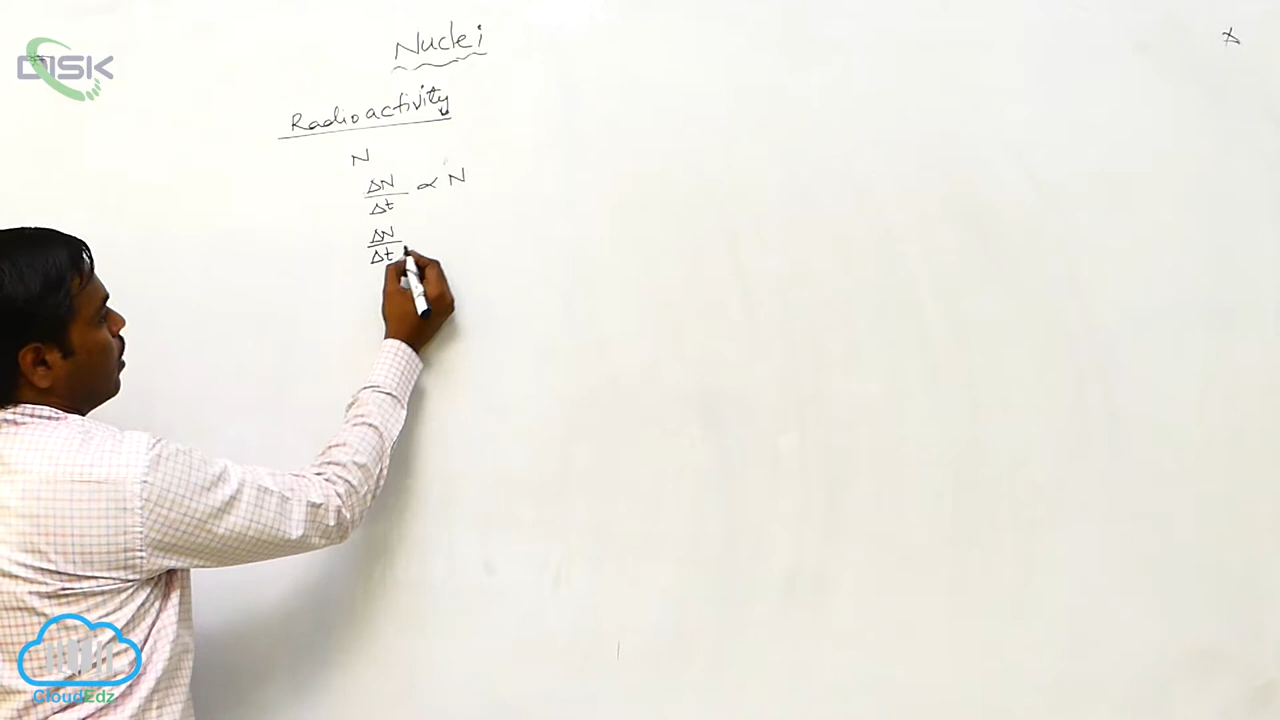 Nuclei
DISK
Radioactivity
N
ΔN/Δt ∝ N
ΔN/Δt
CloudEdz